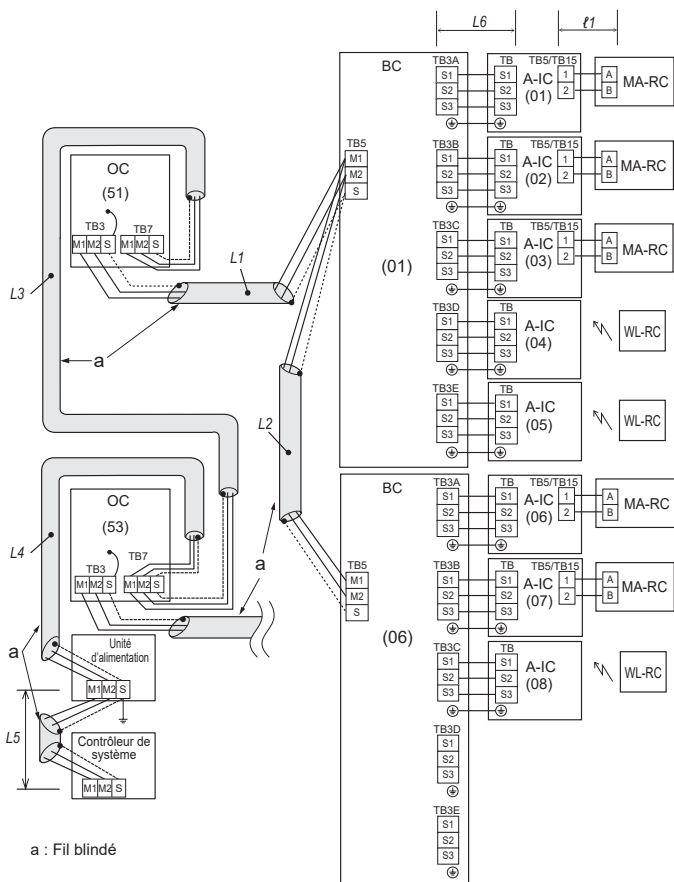 L6
ℓ1
BC
TB3A TB TB5/TB15
S1 S1 A-IC 1 A MA-RC
S2 S2 (01) 2 B
S3 S3
TB5
M1
M2
S
TB3B TB TB5/TB15
S1 S1 A-IC 1 A MA-RC
S2 S2 (02) 2 B
S3 S3
(01)
TB3C TB TB5/TB15
S1 S1 A-IC 1 A MA-RC
S2 S2 (03) 2 B
S3 S3
TB3D TB
S1 S1 A-IC WL-RC
S2 S2 (04)
S3 S3
TB3E TB
S1 S1 A-IC WL-RC
S2 S2 (05)
S3 S3
OC
(51)
TB3 TB7
M1 M2 S M1 M2 S
L1
L3
a
L2
BC
TB3A TB TB5/TB15
S1 S1 A-IC 1 A MA-RC
S2 S2 (06) 2 B
S3 S3
TB5
M1
M2
S
TB3B TB TB5/TB15
S1 S1 A-IC 1 A MA-RC
S2 S2 (07) 2 B
S3 S3
(06)
TB3C TB
S1 S1 A-IC WL-RC
S2 S2 (08)
S3 S3
TB3D
S1
S2
S3
TB3E
S1
S2
S3
OC
(53)
TB3 TB7
M1 M2 S M1 M2 S
L4
a
a
Unité
d'alimentation
M1 M2 S
L5
Contrôleur de
système
M1 M2 S
a : Fil blindé